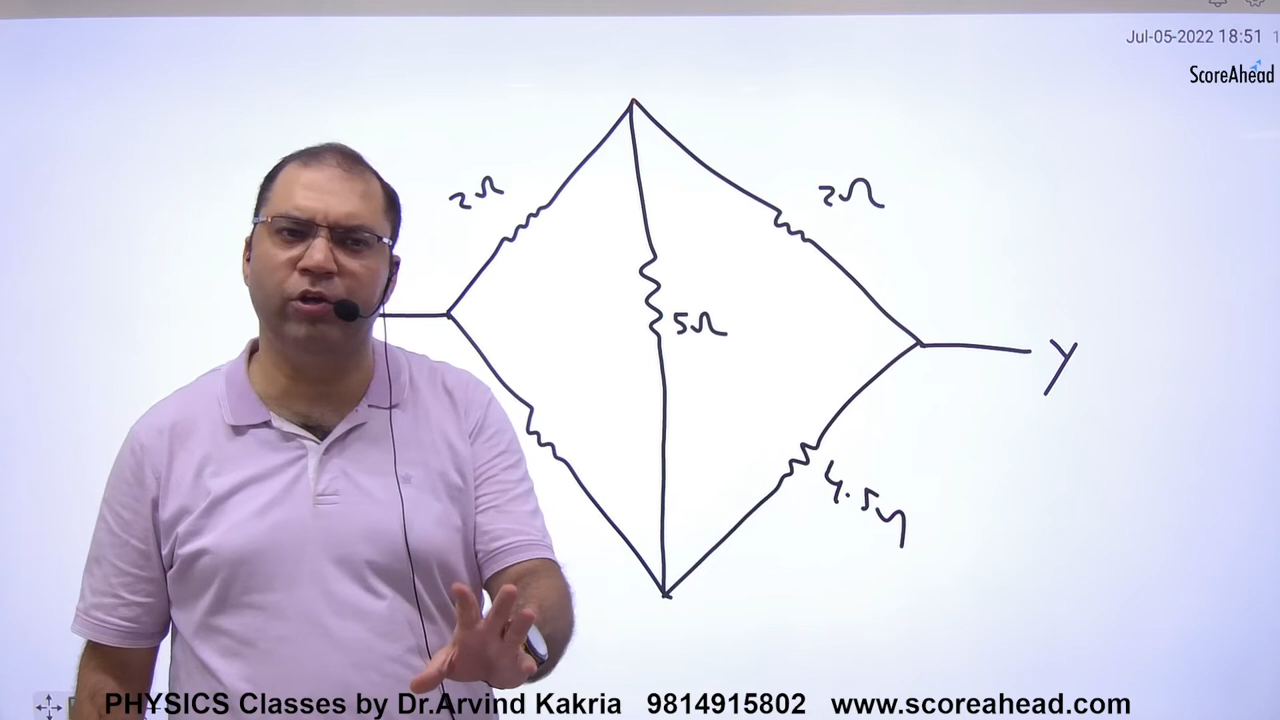 Jul-05-2022 18:51 1
ScoreAhead
2Ω
2Ω
5Ω
Y
4.5Ω
PHYSICS Classes by Dr.Arvind Kakria 9814915802 www.scoreahead.com